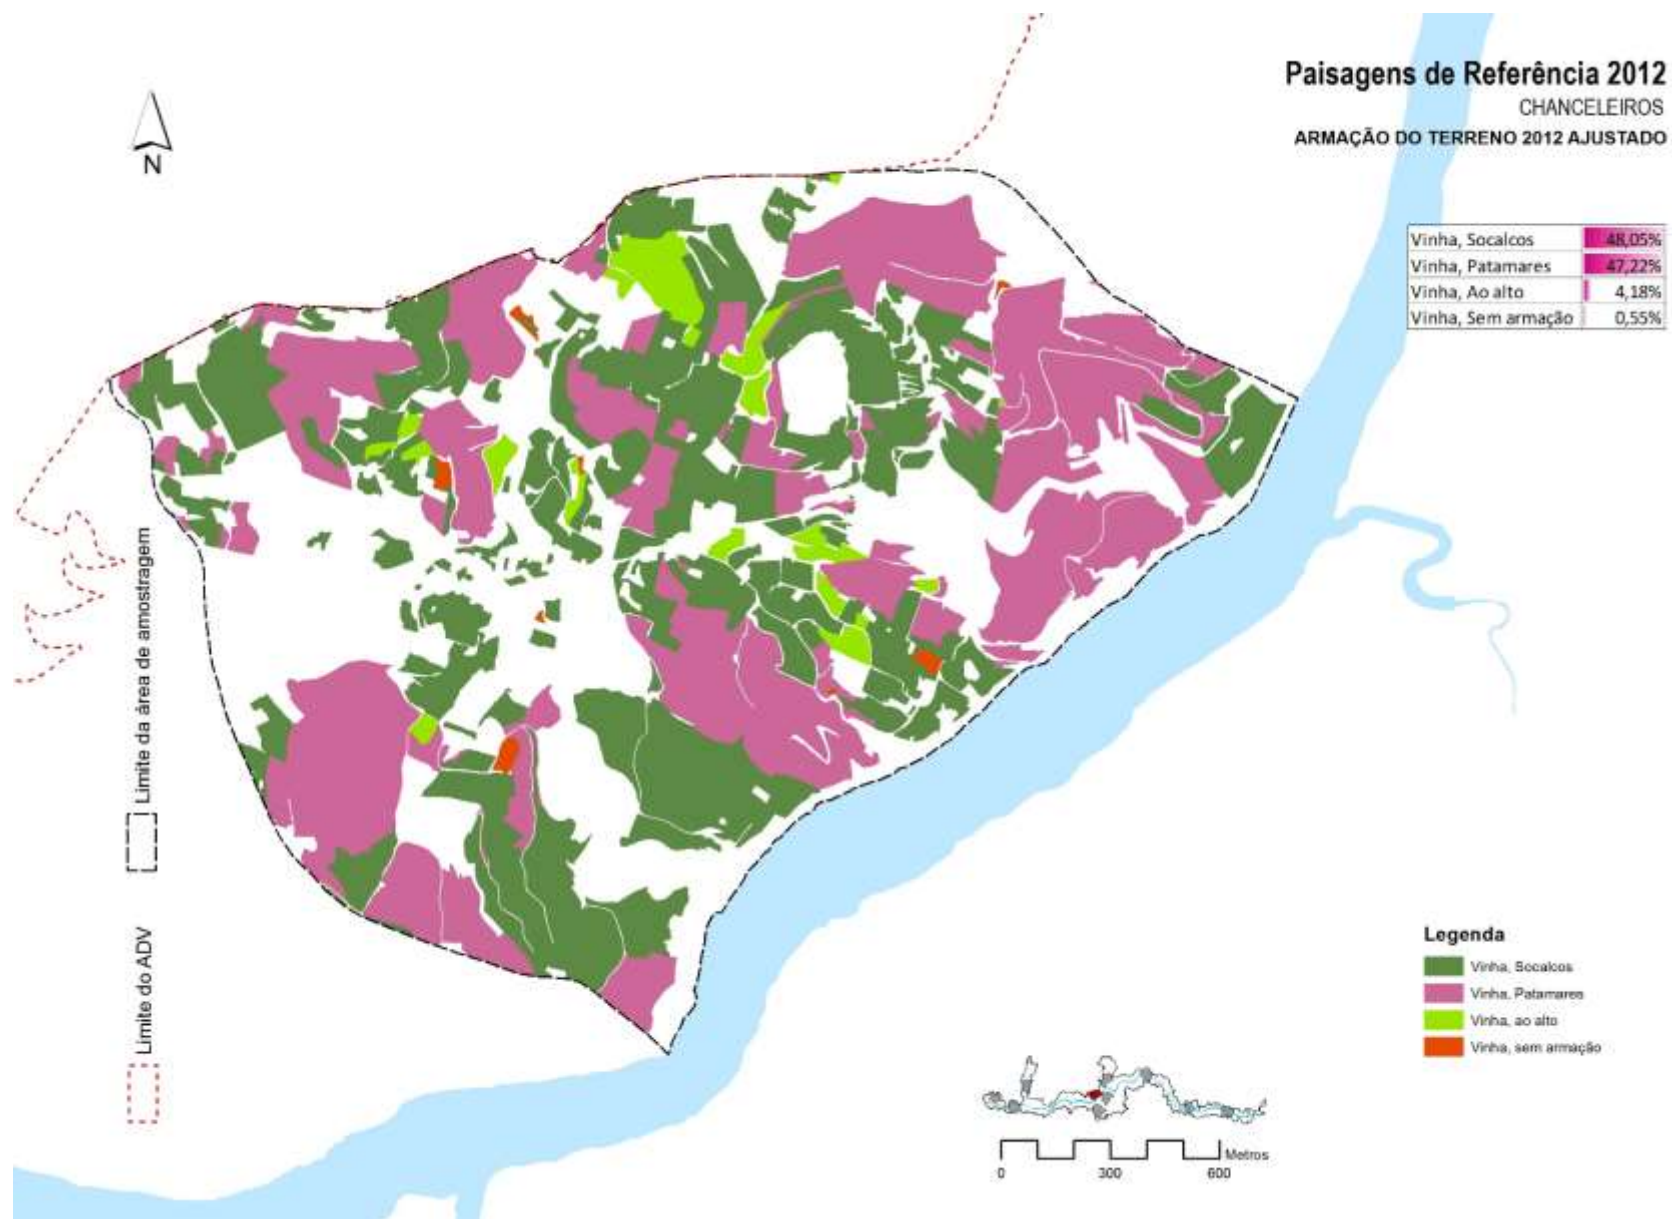 Paisagens de Referência 2012
CHANCELEIROS
ARMAÇÃO DO TERRENO 2012 AJUSTADO
N
Vinha, Socalcos 48,05%
Vinha, Patamares 47,22%
Vinha, Ao alto 4,18%
Vinha, Sem armação 0,55%
Limite da área de amostragem
Limite do ADV
Legenda
Vinha, Socalcos
Vinha, Patamares
Vinha, ao alto
Vinha, sem armação
Metros
0 300 600